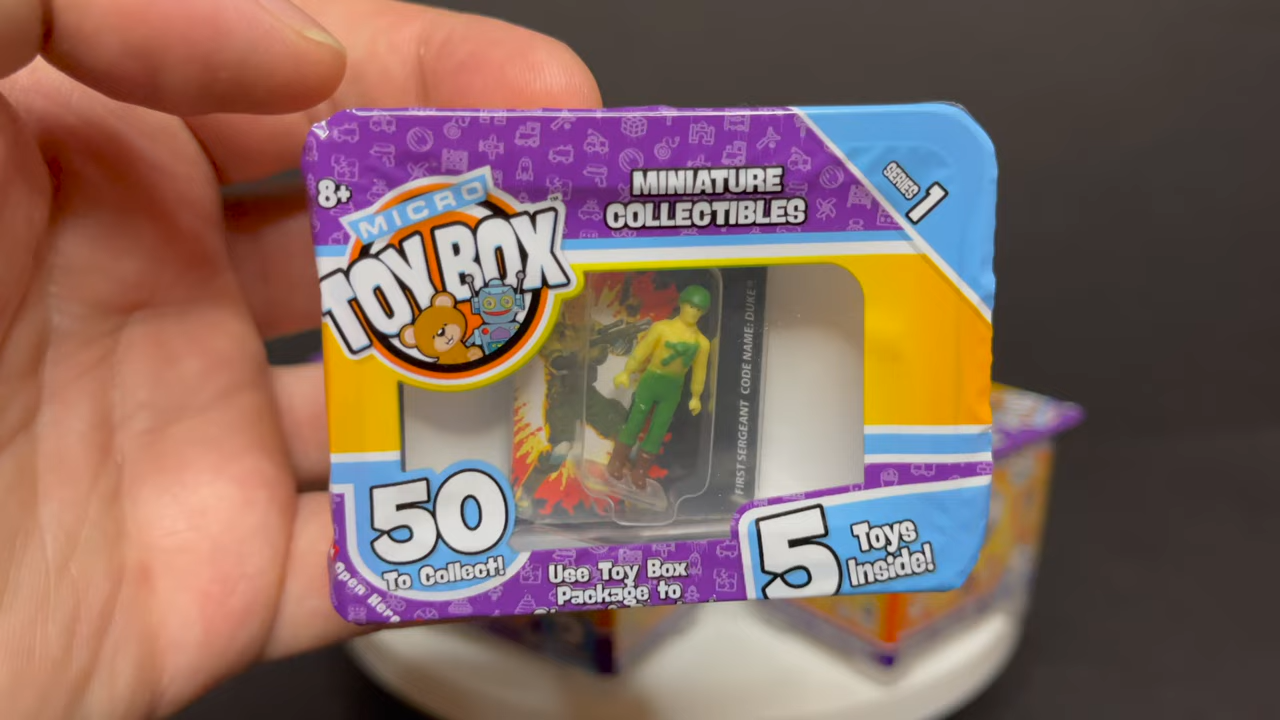 8+
MICRO
TOY BOX
MINIATURE
COLLECTIBLES
SERIES 1
FIRST SERGEANT CODE NAME: DUKE®
50
To Collect!
5
Toys
Inside!
Open Here
Use Toy Box
Package to